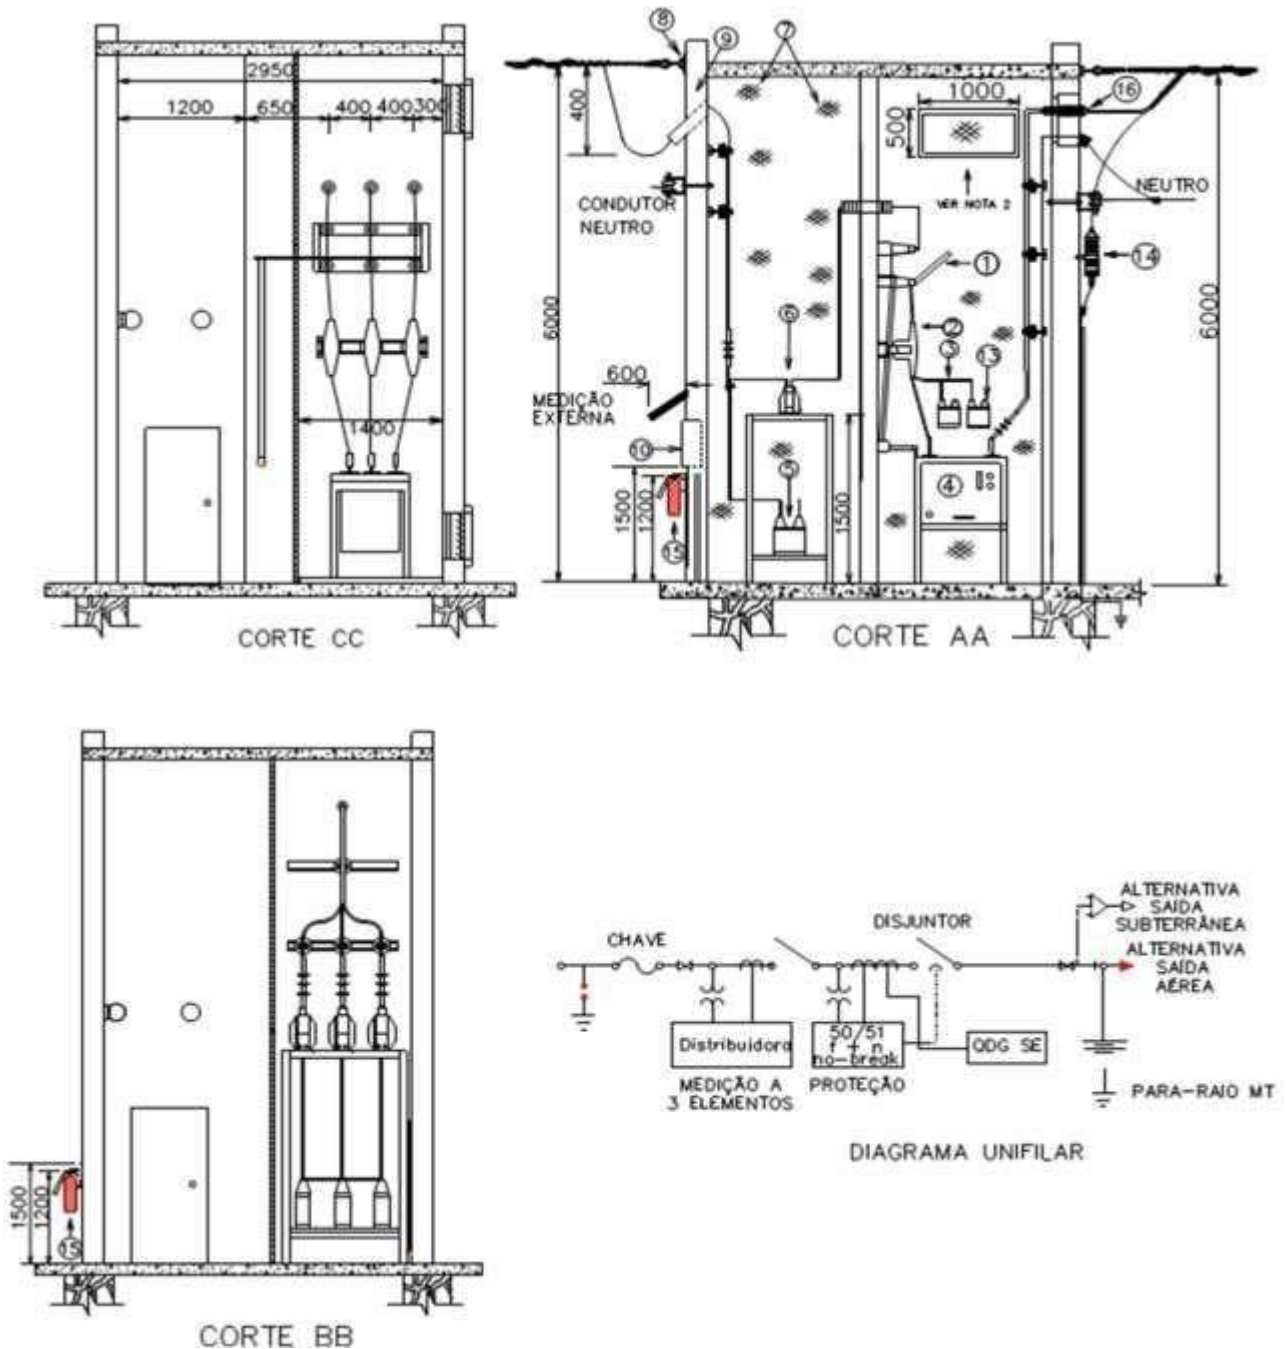 2950
1200
650
400
400
300
1400
CORTE CC
8
9
7
400
1000
500
16
CONDUTOR
NEUTRO
VER NOTA 2
NEUTRO
1
14
6000
6000
6
2
3
13
600
MEDIÇÃO
EXTERNA
10
5
4
1500
1200
1500
15
CORTE AA
1500
1200
15
CORTE BB
CHAVE
DISJUNTOR
ALTERNATIVA
SAÍDA
SUBTERRÂNEA
ALTERNATIVA
SAÍDA
AÉREA
Distribuidora
50/51
f + n
no-break
QDG SE
MEDIÇÃO A
3 ELEMENTOS
PROTEÇÃO
PARA-RAIO MT
DIAGRAMA UNIFILAR